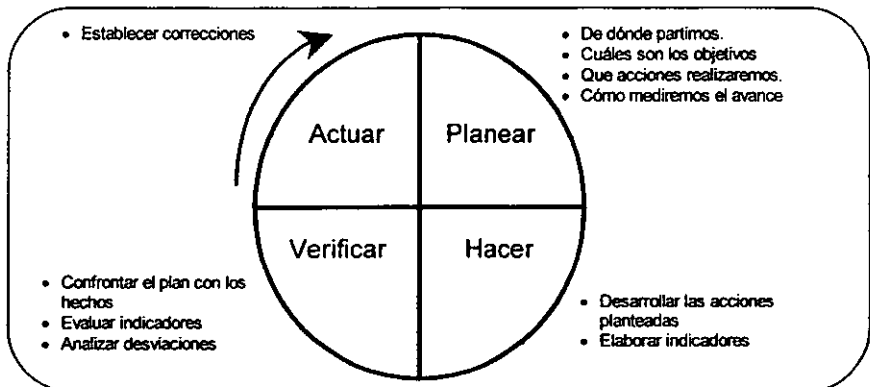 • Establecer correcciones
• De dónde partimos.
• Cuáles son los objetivos
• Que acciones realizaremos.
• Cómo mediremos el avance
Actuar
Planear
Verificar
Hacer
• Confrontar el plan con los
hechos
• Evaluar indicadores
• Analizar desviaciones
• Desarrollar las acciones
planteadas
• Elaborar indicadores